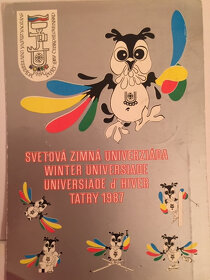 SVETOVÁ ZIMNÁ UNIVERZIÁDA
WINTER UNIVERSIADE
UNIVERSIADE D'HIVER
TATRY 1987